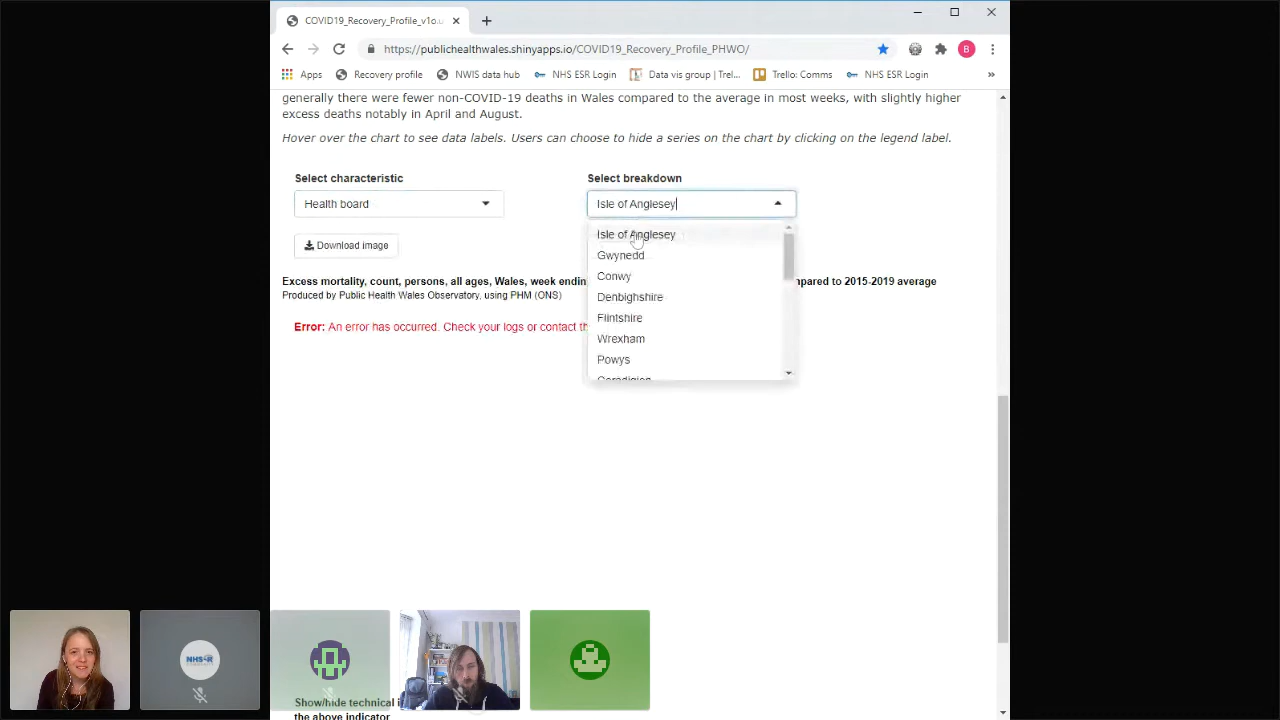 COVID19_Recovery_Profile_v1o.u
https://publichealthwales.shinyapps.io/COVID19_Recovery_Profile_PHWO/
B
Apps
Recovery profile
NWIS data hub
NHS ESR Login
Data vis group | Trel...
Trello: Comms
NHS ESR Login
»
generally there were fewer non-COVID-19 deaths in Wales compared to the average in most weeks, with slightly higher
excess deaths notably in April and August.
Hover over the chart to see data labels. Users can choose to hide a series on the chart by clicking on the legend label.
Select characteristic
Select breakdown
Health board
Isle of Anglesey
Download image
Isle of Anglesey
Gwynedd
Conwy
Denbighshire
Flintshire
Wrexham
Powys
Ceredigion
Excess mortality, count, persons, all ages, Wales, week endin
mpared to 2015-2019 average
Produced by Public Health Wales Observatory, using PHM (ONS)
Error: An error has occurred. Check your logs or contact th
NHS-R
Show/hide technical i
the above indicator